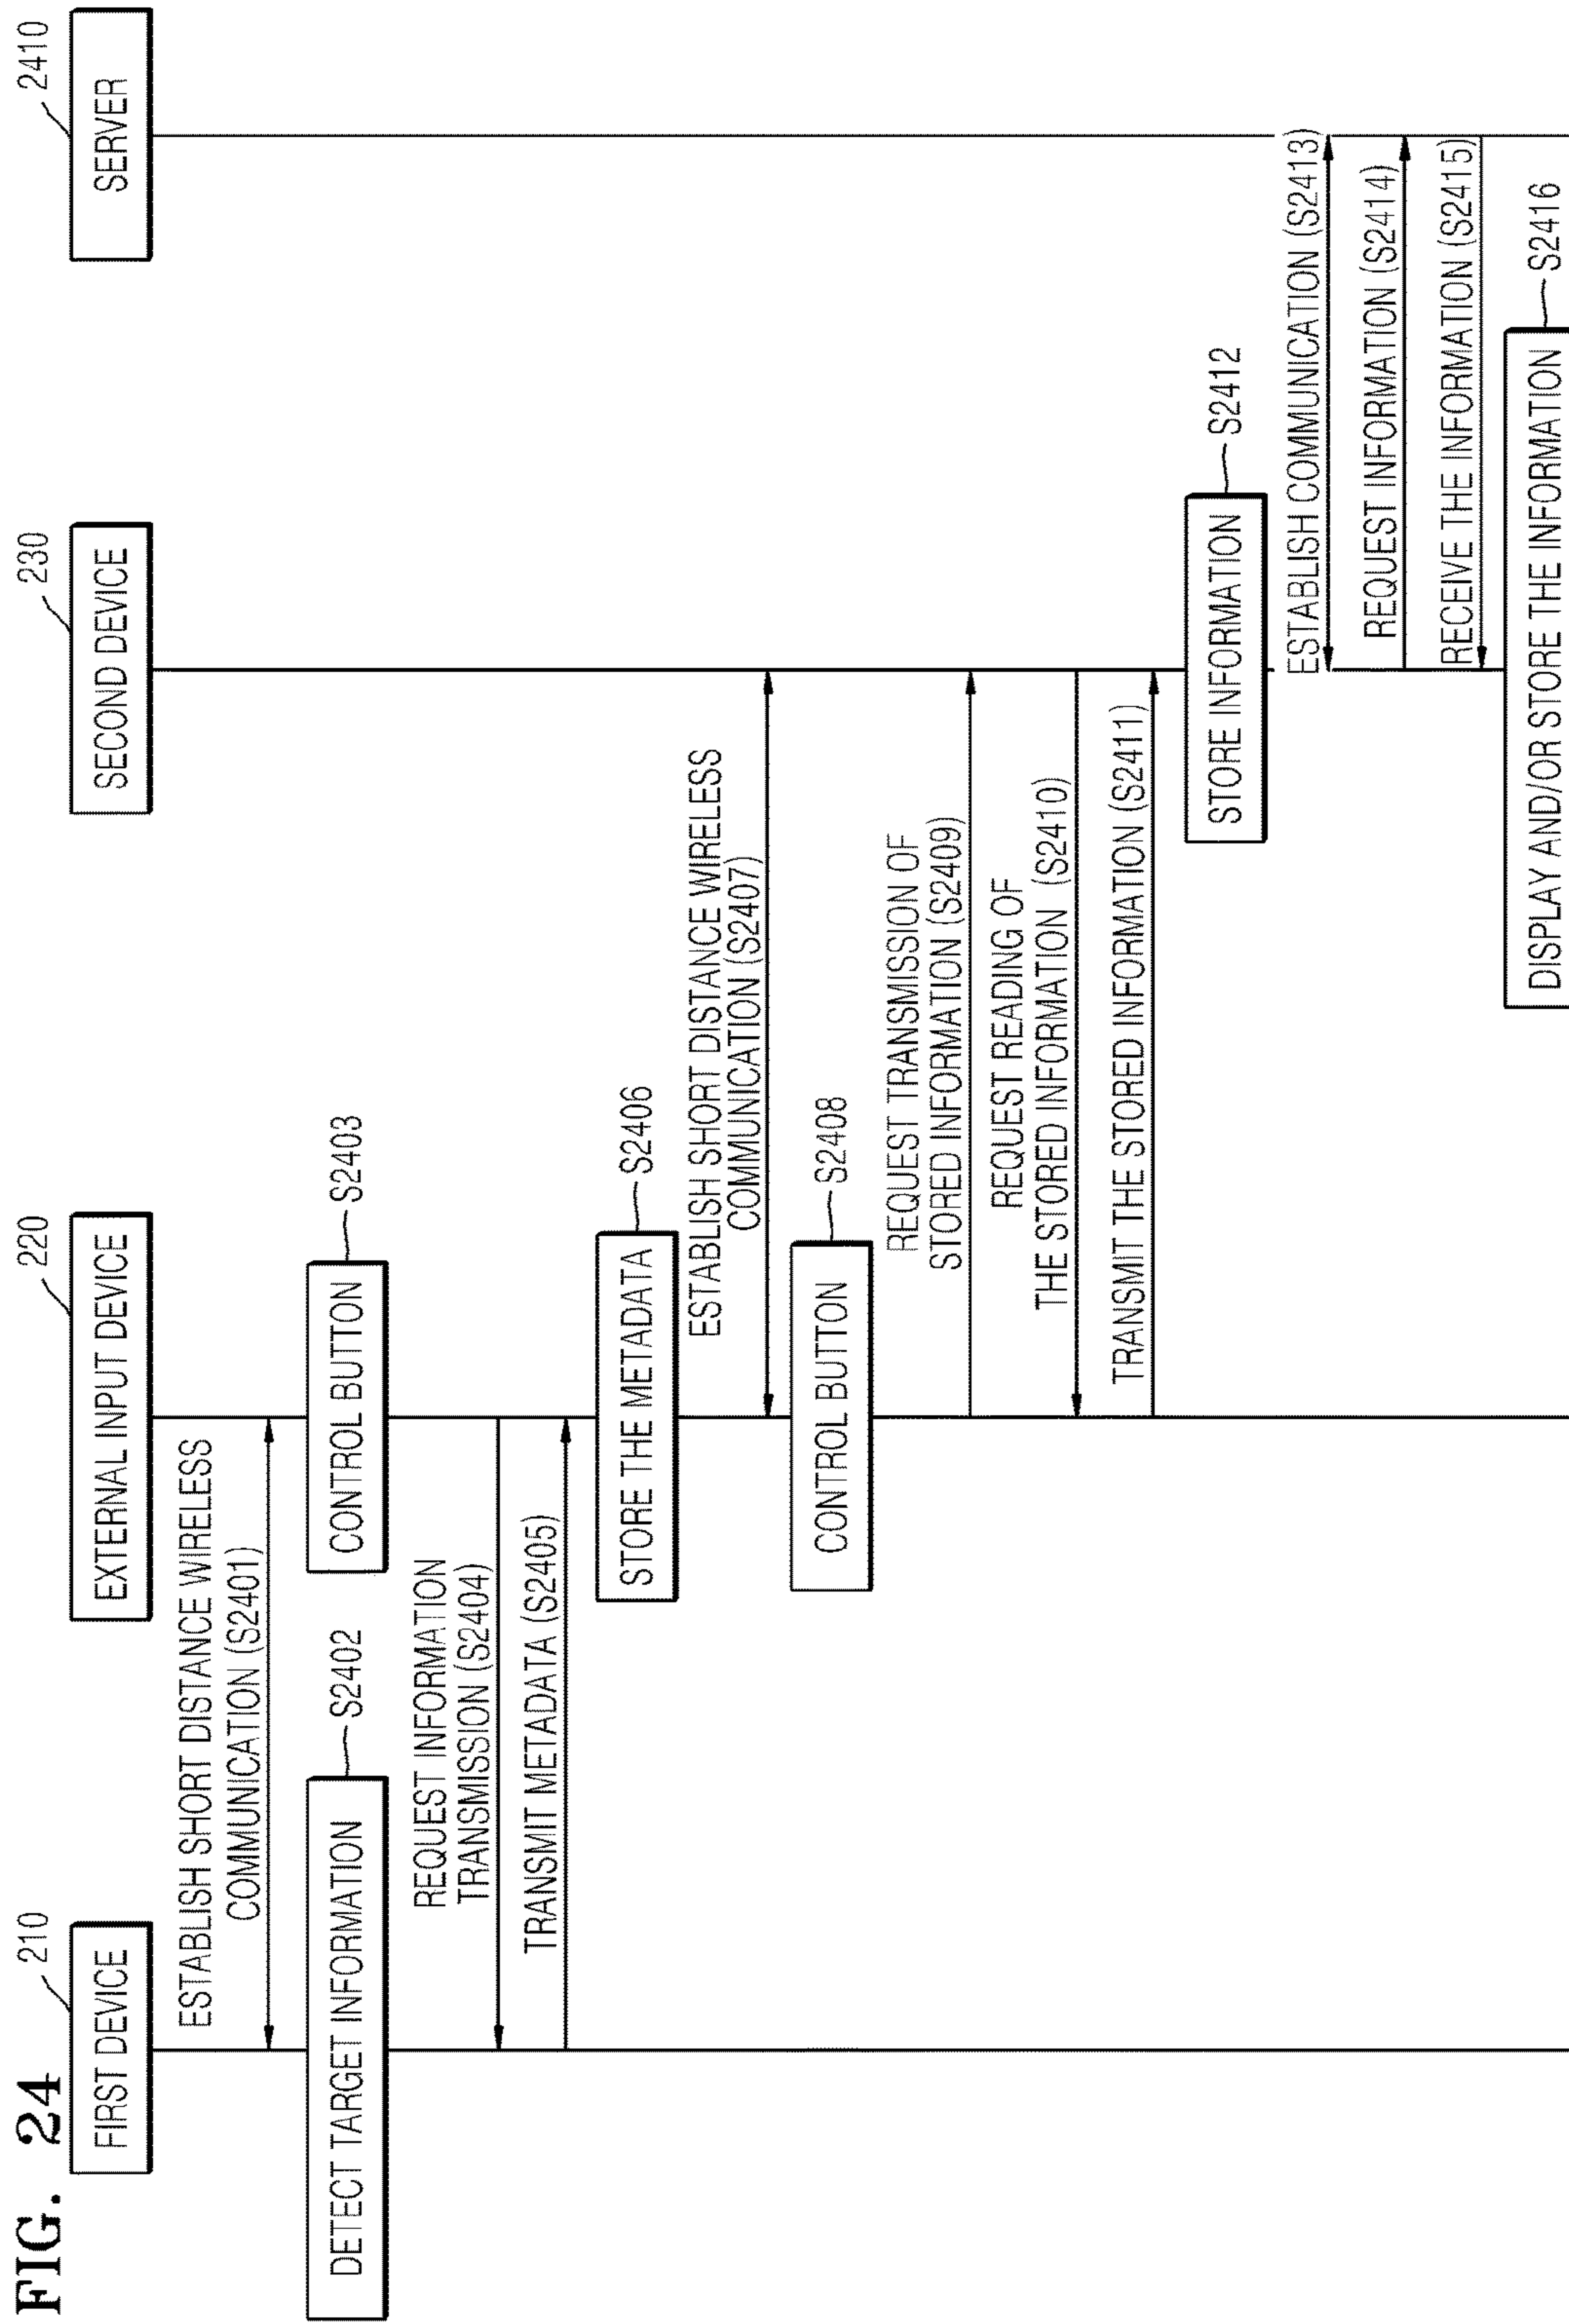 FIG. 24
210
220
230
2410
FIRST DEVICE
EXTERNAL INPUT DEVICE
SECOND DEVICE
SERVER
ESTABLISH SHORT DISTANCE WIRELESS
COMMUNICATION (S2401)
DETECT TARGET INFORMATION
S2402
CONTROL BUTTON
S2403
REQUEST INFORMATION
TRANSMISSION (S2404)
TRANSMIT METADATA (S2405)
STORE THE METADATA
S2406
ESTABLISH SHORT DISTANCE WIRELESS
COMMUNICATION (S2407)
CONTROL BUTTON
S2408
REQUEST TRANSMISSION OF
STORED INFORMATION (S2409)
REQUEST READING OF
THE STORED INFORMATION (S2410)
TRANSMIT THE STORED INFORMATION (S2411)
STORE INFORMATION
S2412
ESTABLISH COMMUNICATION (S2413)
REQUEST INFORMATION (S2414)
RECEIVE THE INFORMATION (S2415)
DISPLAY AND/OR STORE THE INFORMATION
S2416